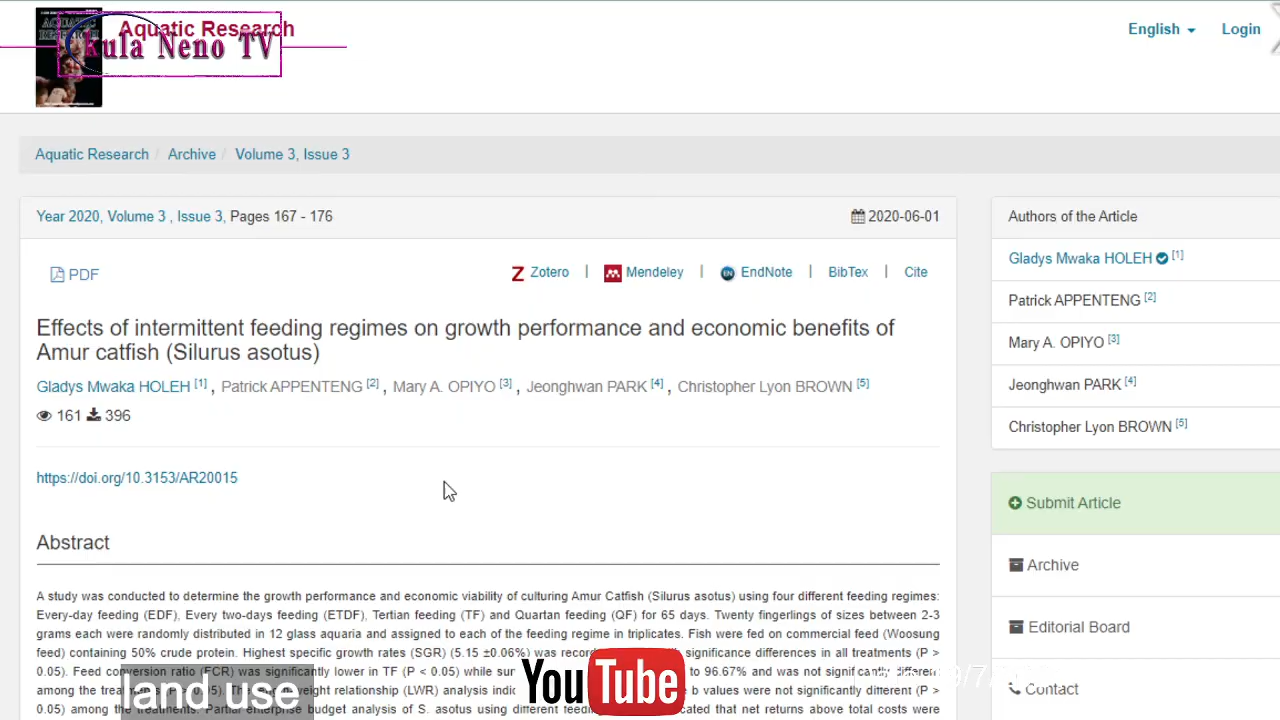 Aquatic Research
kula Neno TV
English
Login
Aquatic Research / Archive / Volume 3, Issue 3
Year 2020, Volume 3 , Issue 3, Pages 167 - 176
2020-06-01
PDF
Zotero | Mendeley | EndNote | BibTex | Cite
Effects of intermittent feeding regimes on growth performance and economic benefits of
Amur catfish (Silurus asotus)
Gladys Mwaka HOLEH [1] , Patrick APPENTENG [2] , Mary A. OPIYO [3] , Jeonghwan PARK [4] , Christopher Lyon BROWN [5]
161 396
https://doi.org/10.3153/AR20015
Abstract
A study was conducted to determine the growth performance and economic viability of culturing Amur Catfish (Silurus asotus) using four different feeding regimes:
Every-day feeding (EDF), Every two-days feeding (ETDF), Tertian feeding (TF) and Quartan feeding (QF) for 65 days. Twenty fingerlings of sizes between 2-3
grams each were randomly distributed in 12 glass aquaria and assigned to each of the feeding regime in triplicates. Fish were fed on commercial feed (Woosung
feed) containing 50% crude protein. Highest specific growth rates (SGR) (5.15 ±0.06%) was significance differences in all treatments (P >
0.05). Feed conversion ratio (FCR) was significantly lower in TF (P < 0.05) while to 96.67% and was not significantly
among the relationship (LWR) analysis b values were not significantly different (P >
0.05) among the treatments. budget analysis of S. asotus using different that net returns above total costs were
land use
YouTube
Authors of the Article
Gladys Mwaka HOLEH [1]
Patrick APPENTENG [2]
Mary A. OPIYO [3]
Jeonghwan PARK [4]
Christopher Lyon BROWN [5]
Submit Article
Archive
Editorial Board
Contact